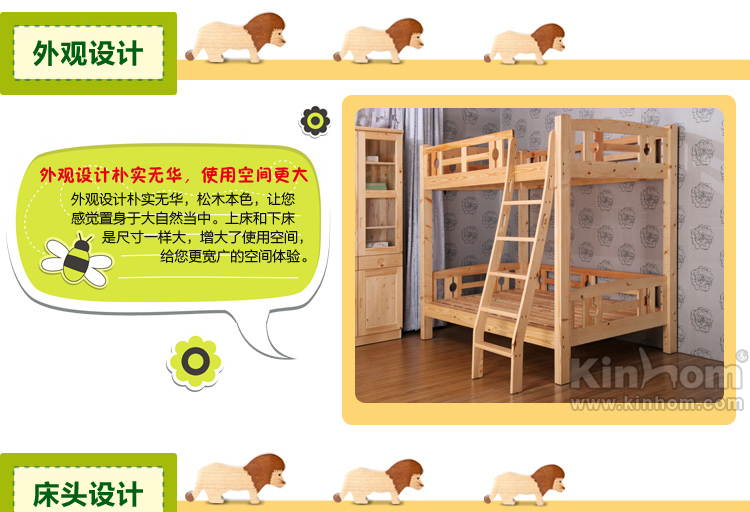 外观设计
外观设计朴实无华，使用空间更大
外观设计朴实无华，松木本色，让您
感觉置身于大自然当中。上床和下床
是尺寸一样大，增大了使用空间，
给您更宽广的空间体验。
Kinhom
www.kinhom.com
床头设计